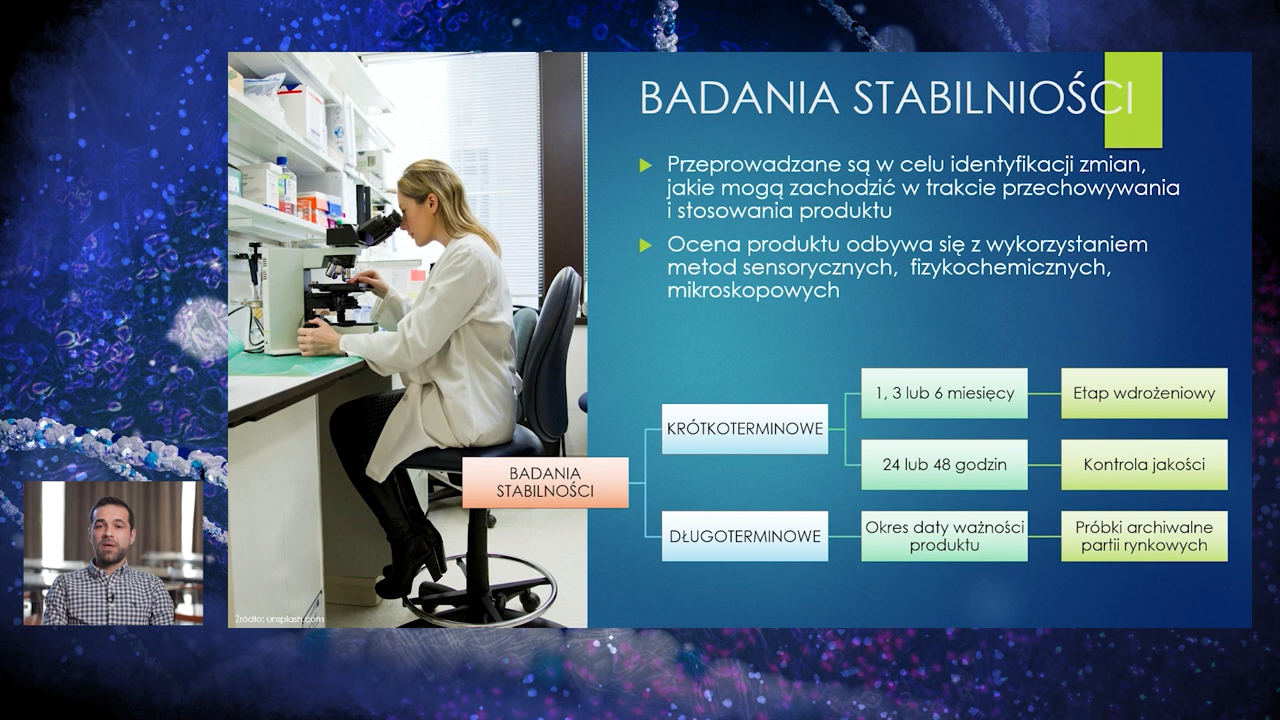 BADANIA STABILNIOŚCI
Przeprowadzane są w celu identyfikacji zmian,
jakie mogą zachodzić w trakcie przechowywania
i stosowania produktu
Ocena produktu odbywa się z wykorzystaniem
metod sensorycznych, fizykochemicznych,
mikroskopowych
BADANIA
STABILNOŚCI
KRÓTKOTERMINOWE
1, 3 lub 6 miesięcy
Etap wdrożeniowy
24 lub 48 godzin
Kontrola jakości
DŁUGOTERMINOWE
Okres daty ważności
produktu
Próbki archiwalne
partii rynkowych
Źródło: unsplash.com